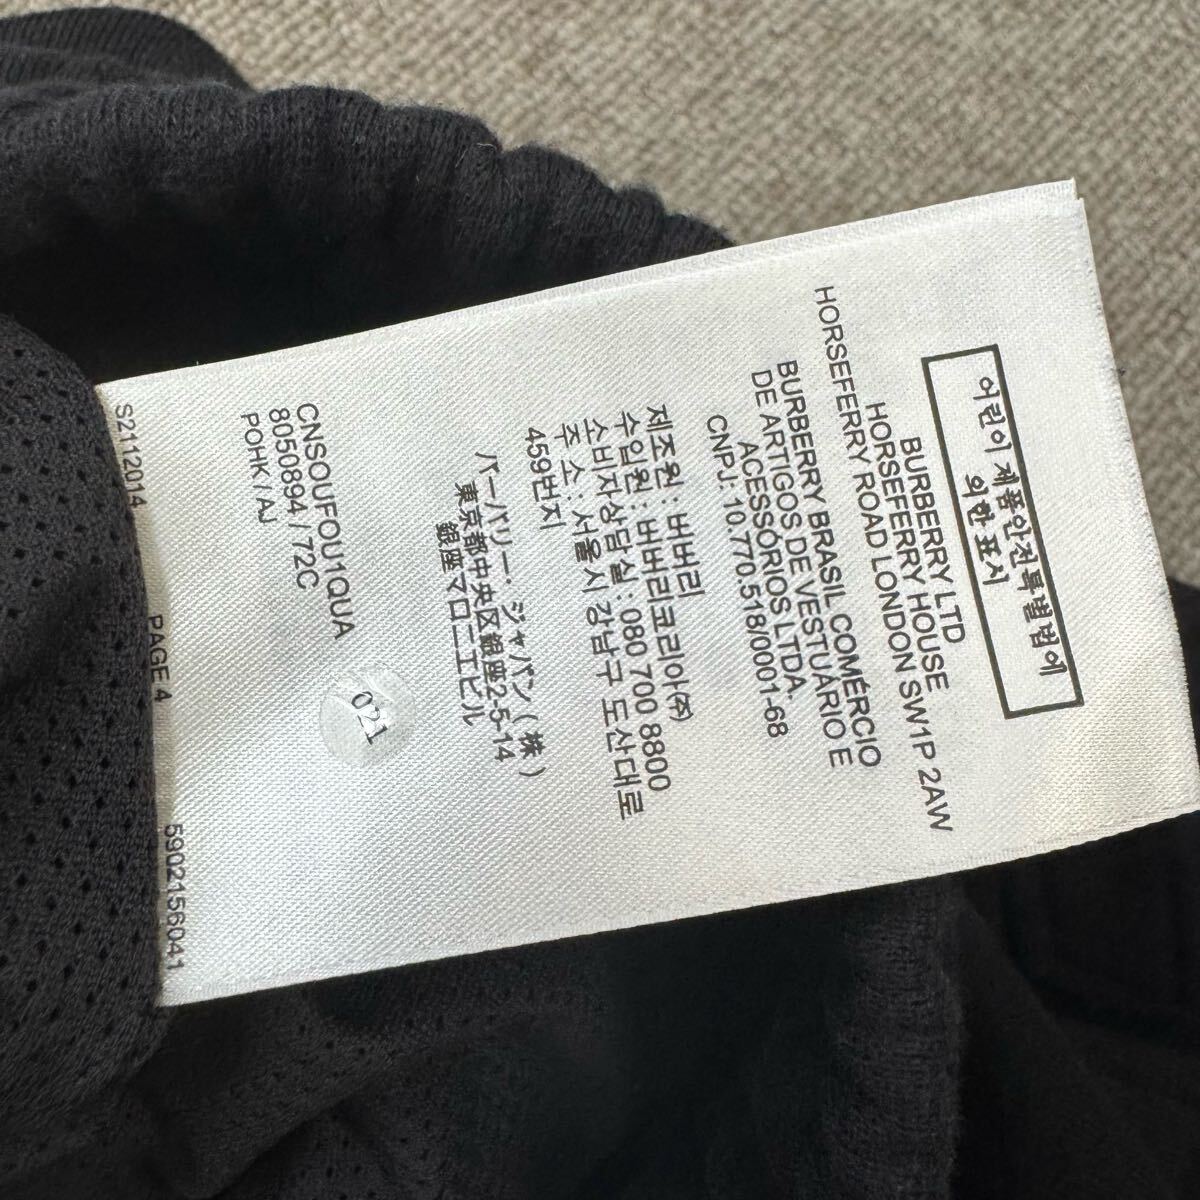 어린이 제품안전특별법에
의한 표시
BURBERRY LTD
HORSEFERRY HOUSE
HORSEFERRY ROAD LONDON SW1P 2AW
BURBERRY BRASIL COMÉRCIO
DE ARTIGOS DE VESTUÁRIO E
ACESSÓRIOS LTDA.
CNPJ: 10.770.518/0001-68
제조원 : 버버리
수입원 : 버버리코리아(주)
소비자상담실 : 080 700 8800
주 소 : 서울시 강남구 도산대로
459번지
バーバリー・ジャパン(株)
東京都中央区銀座2-5-14
銀座マロニエビル
021
CNSOUFOU1QUA
8050894 / 72C
POHK / AJ
S2112014 PAGE 4 5902156041